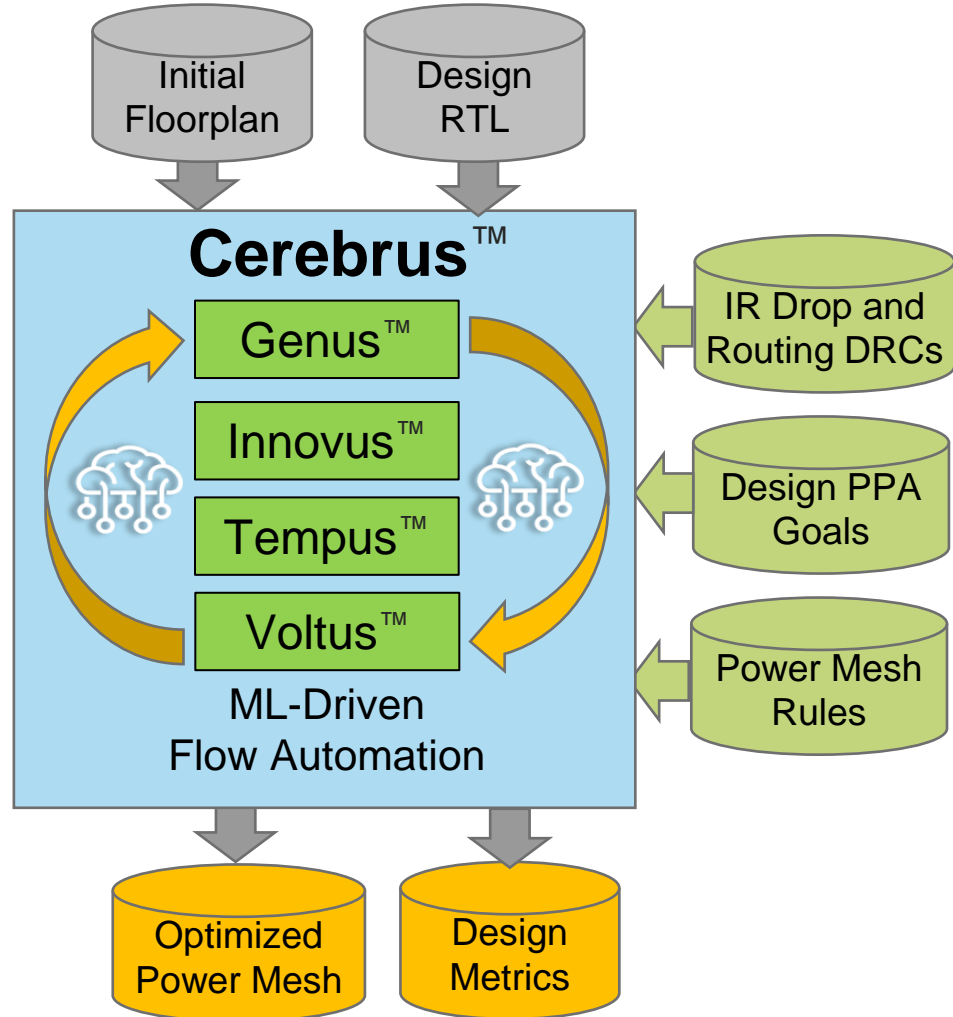 Initial
Floorplan
Design
RTL
Cerebrus™
Genus™
Innovus™
Tempus™
Voltus™
ML-Driven
Flow Automation
IR Drop and
Routing DRCs
Design PPA
Goals
Power Mesh
Rules
Optimized
Power Mesh
Design
Metrics